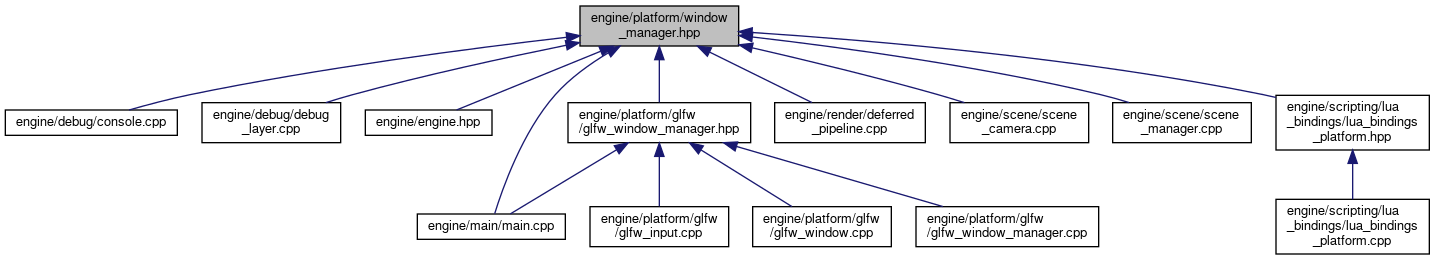 engine/platform/window
_manager.hpp
engine/debug/console.cpp
engine/debug/debug
_layer.cpp
engine/engine.hpp
engine/platform/glfw
/glfw_window_manager.hpp
engine/render/deferred
_pipeline.cpp
engine/scene/scene
_camera.cpp
engine/scene/scene
_manager.cpp
engine/scripting/lua
_bindings/lua_bindings
_platform.hpp
engine/main/main.cpp
engine/platform/glfw
/glfw_input.cpp
engine/platform/glfw
/glfw_window.cpp
engine/platform/glfw
/glfw_window_manager.cpp
engine/scripting/lua
_bindings/lua_bindings
_platform.cpp